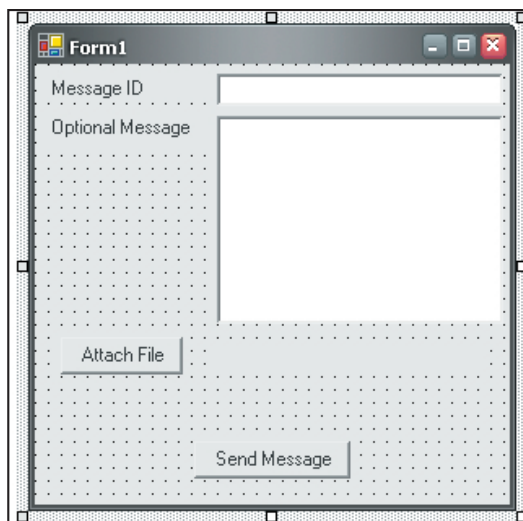 Form1
Message ID
Optional Message
Attach File
Send Message